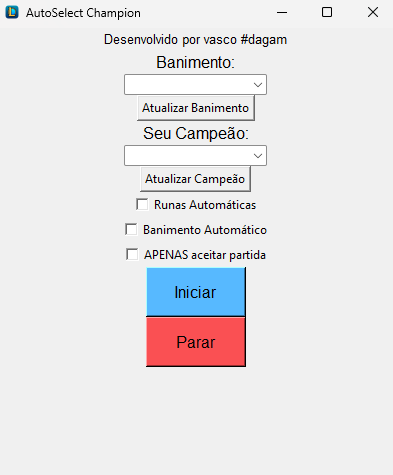 AutoSelect Champion
Desenvolvido por vasco #dagam
Banimento:
Atualizar Banimento
Seu Campeão:
Atualizar Campeão
Runas Automáticas
Banimento Automático
APENAS aceitar partida
Iniciar
Parar